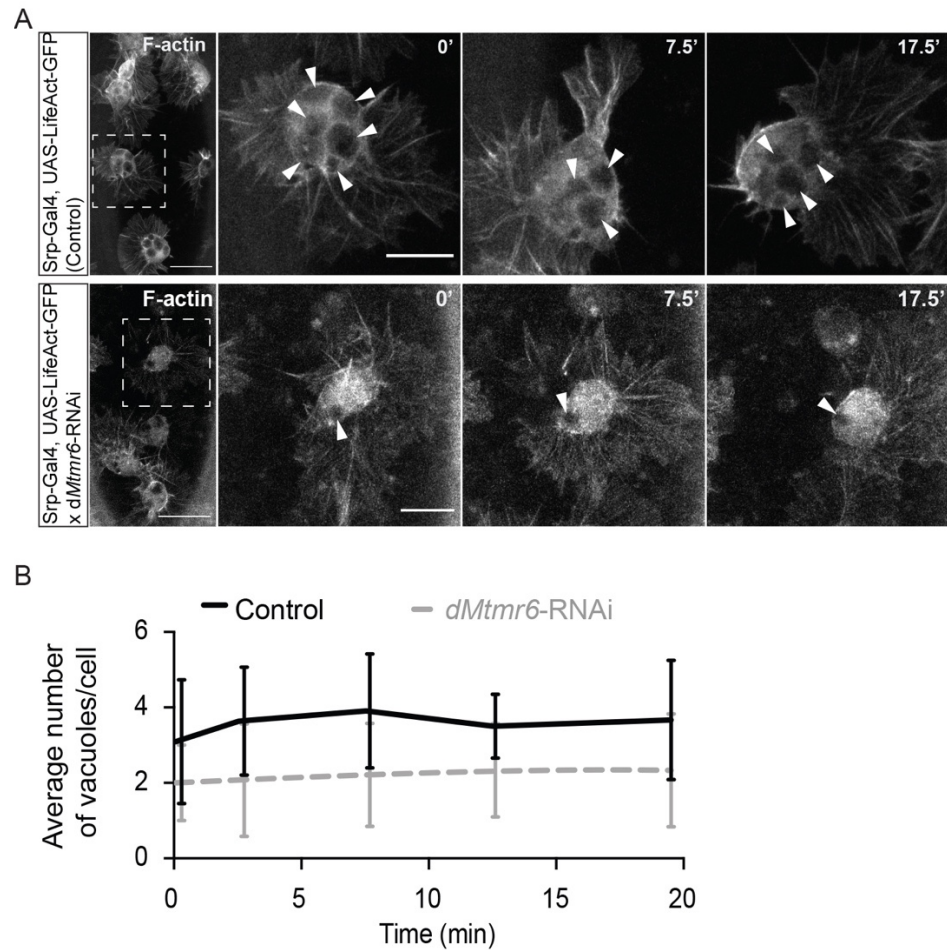 A
Srp-Gal4, UAS-LifeAct-GFP
(Control)
F-actin
0'
7.5'
17.5'
Srp-Gal4, UAS-LifeAct-GFP
x dMtmr6-RNAi
F-actin
0'
7.5'
17.5'
B
Control
dMtmr6-RNAi
Average number
of vacuoles/cell
6
4
2
0
0
5
10
15
20
Time (min)